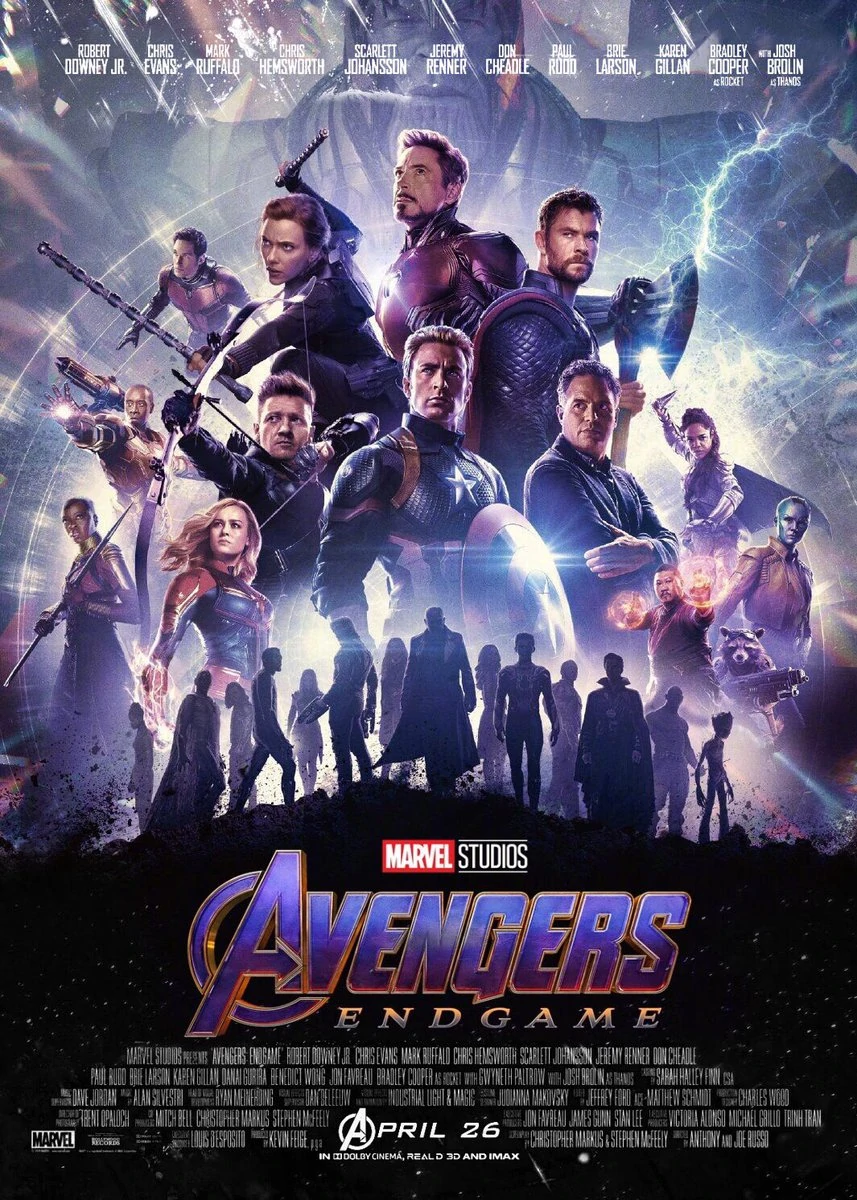 ROBERT DOWNEY JR. CHRIS EVANS MARK RUFFALO CHRIS HEMSWORTH SCARLETT JOHANSSON JEREMY RENNER DON CHEADLE PAUL RUDD BRIE LARSON KAREN GILLAN BRADLEY COOPER AS ROCKET WITH JOSH BROLIN AS THANOS
MARVEL STUDIOS
AVENGERS
ENDGAME
MARVEL STUDIOS PRESENTS "AVENGERS: ENDGAME" ROBERT DOWNEY JR. CHRIS EVANS MARK RUFFALO CHRIS HEMSWORTH SCARLETT JOHANSSON JEREMY RENNER DON CHEADLE
PAUL RUDD BRIE LARSON KAREN GILLAN DANAI GURIRA BENEDICT WONG JON FAVREAU BRADLEY COOPER AS ROCKET WITH GWYNETH PALTROW WITH JOSH BROLIN AS THANOS SARAH HALLEY FINN CSA
DAVE JORDAN ALAN SILVESTRI RYAN MEINERDING DAN DELEEUW INDUSTRIAL LIGHT & MAGIC JUDIANNA MAKOVSKY JEFFREY FORD ACE MATTHEW SCHMIDT CHARLES WOOD
TRENT OPALOCH MITCH BELL CHRISTOPHER MARKUS STEPHEN McFEELY JON FAVREAU JAMES GUNN STAN LEE VICTORIA ALONSO MICHAEL GRILLO TRINH TRAN
LOUIS D'ESPOSITO KEVIN FEIGE p.g.a. CHRISTOPHER MARKUS & STEPHEN McFEELY ANTHONY AND JOE RUSSO
MARVEL
RECORDS
APRIL 26
IN DOLBY CINEMA, REAL D 3D AND IMAX